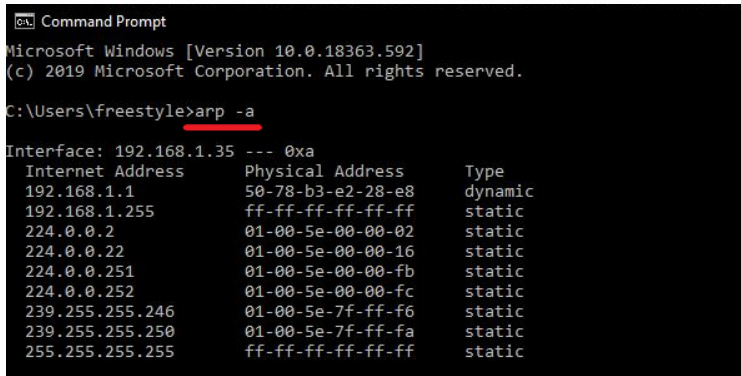 Command Prompt
Microsoft Windows [Version 10.0.18363.592]
(c) 2019 Microsoft Corporation. All rights reserved.
C:\Users\freestyle>arp -a
Interface: 192.168.1.35 --- 0xa
Internet Address Physical Address Type
192.168.1.1 50-78-b3-e2-28-e8 dynamic
192.168.1.255 ff-ff-ff-ff-ff-ff static
224.0.0.2 01-00-5e-00-00-02 static
224.0.0.22 01-00-5e-00-00-16 static
224.0.0.251 01-00-5e-00-00-fb static
224.0.0.252 01-00-5e-00-00-fc static
239.255.255.246 01-00-5e-7f-ff-f6 static
239.255.255.250 01-00-5e-7f-ff-fa static
255.255.255.255 ff-ff-ff-ff-ff-ff static